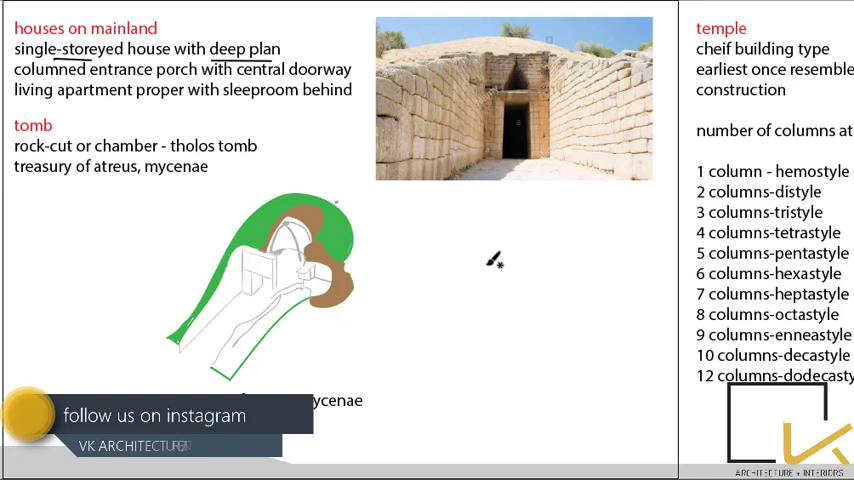 houses on mainland
single-storeyed house with deep plan
columned entrance porch with central doorway
living apartment proper with sleeproom behind
tomb
rock-cut or chamber - tholos tomb
treasury of atreus, mycenae
mycenae
follow us on instagram
VK ARCHITECTURE
temple
cheif building type
earliest once resemble
construction
number of columns at
1 column - hemostyle
2 columns-distyle
3 columns-tristyle
4 columns-tetrastyle
5 columns-pentastyle
6 columns-hexastyle
7 columns-heptastyle
8 columns-octastyle
9 columns-enneastyle
10 columns-decastyle
12 columns-dodecasty
ARCHITECTURE + INTERIORS